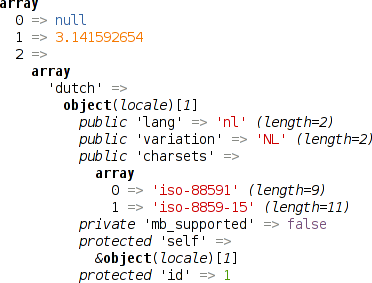 array
0 => null
1 => 3.141592654
2 =>
array
'dutch' =>
object(locale)[1]
public 'lang' => 'nl' (length=2)
public 'variation' => 'NL' (length=2)
public 'charsets' =>
array
0 => 'iso-88591' (length=9)
1 => 'iso-8859-15' (length=11)
private 'mb_supported' => false
protected 'self' =>
&object(locale)[1]
protected 'id' => 1